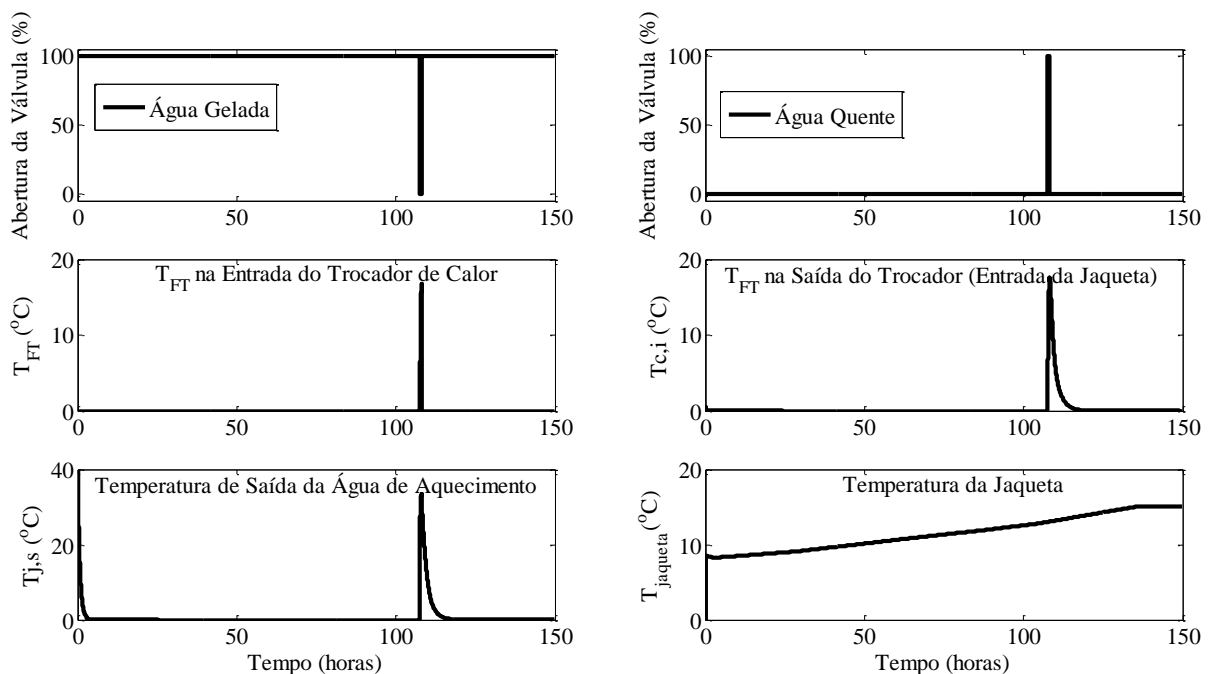 Abertura da Válvula (%)
100
50
0
Água Gelada
0 50 100 150
Abertura da Válvula (%)
100
50
0
Água Quente
0 50 100 150
T_FT (°C)
20
10
0
T_FT na Entrada do Trocador de Calor
0 50 100 150
Tc,i (°C)
20
10
0
T_FT na Saída do Trocador (Entrada da Jaqueta)
0 50 100 150
Tj,s (°C)
40
20
0
Temperatura de Saída da Água de Aquecimento
0 50 100 150
Tempo (horas)
T_jaqueta (°C)
20
10
0
Temperatura da Jaqueta
0 50 100 150
Tempo (horas)